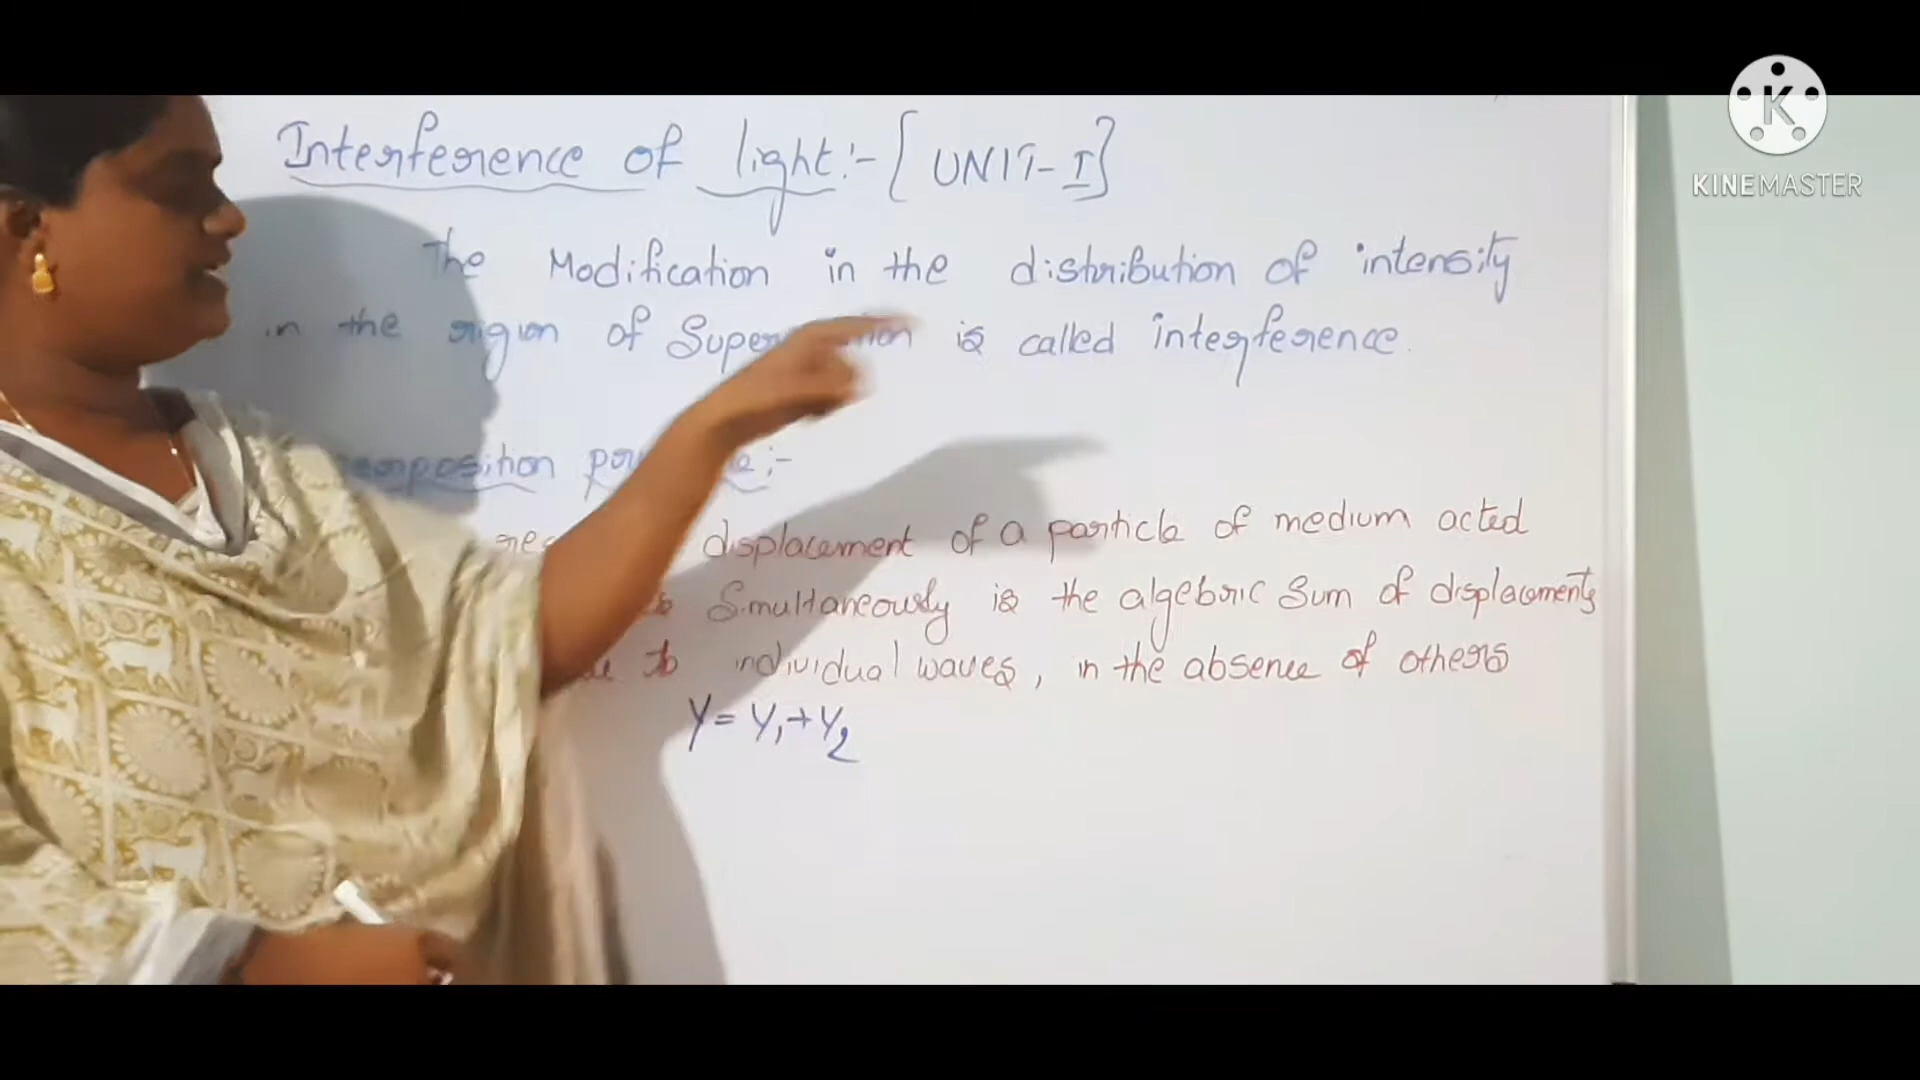 Interference of light:- [UNIT-I]
KINEMASTER
The Modification in the distribution of intensity
in the region of is called interference.
displacement of a particle of medium acted
Simultaneously is the algebric Sum of displacements
to individual waves, in the absence of others
Y = Y₁ + Y₂